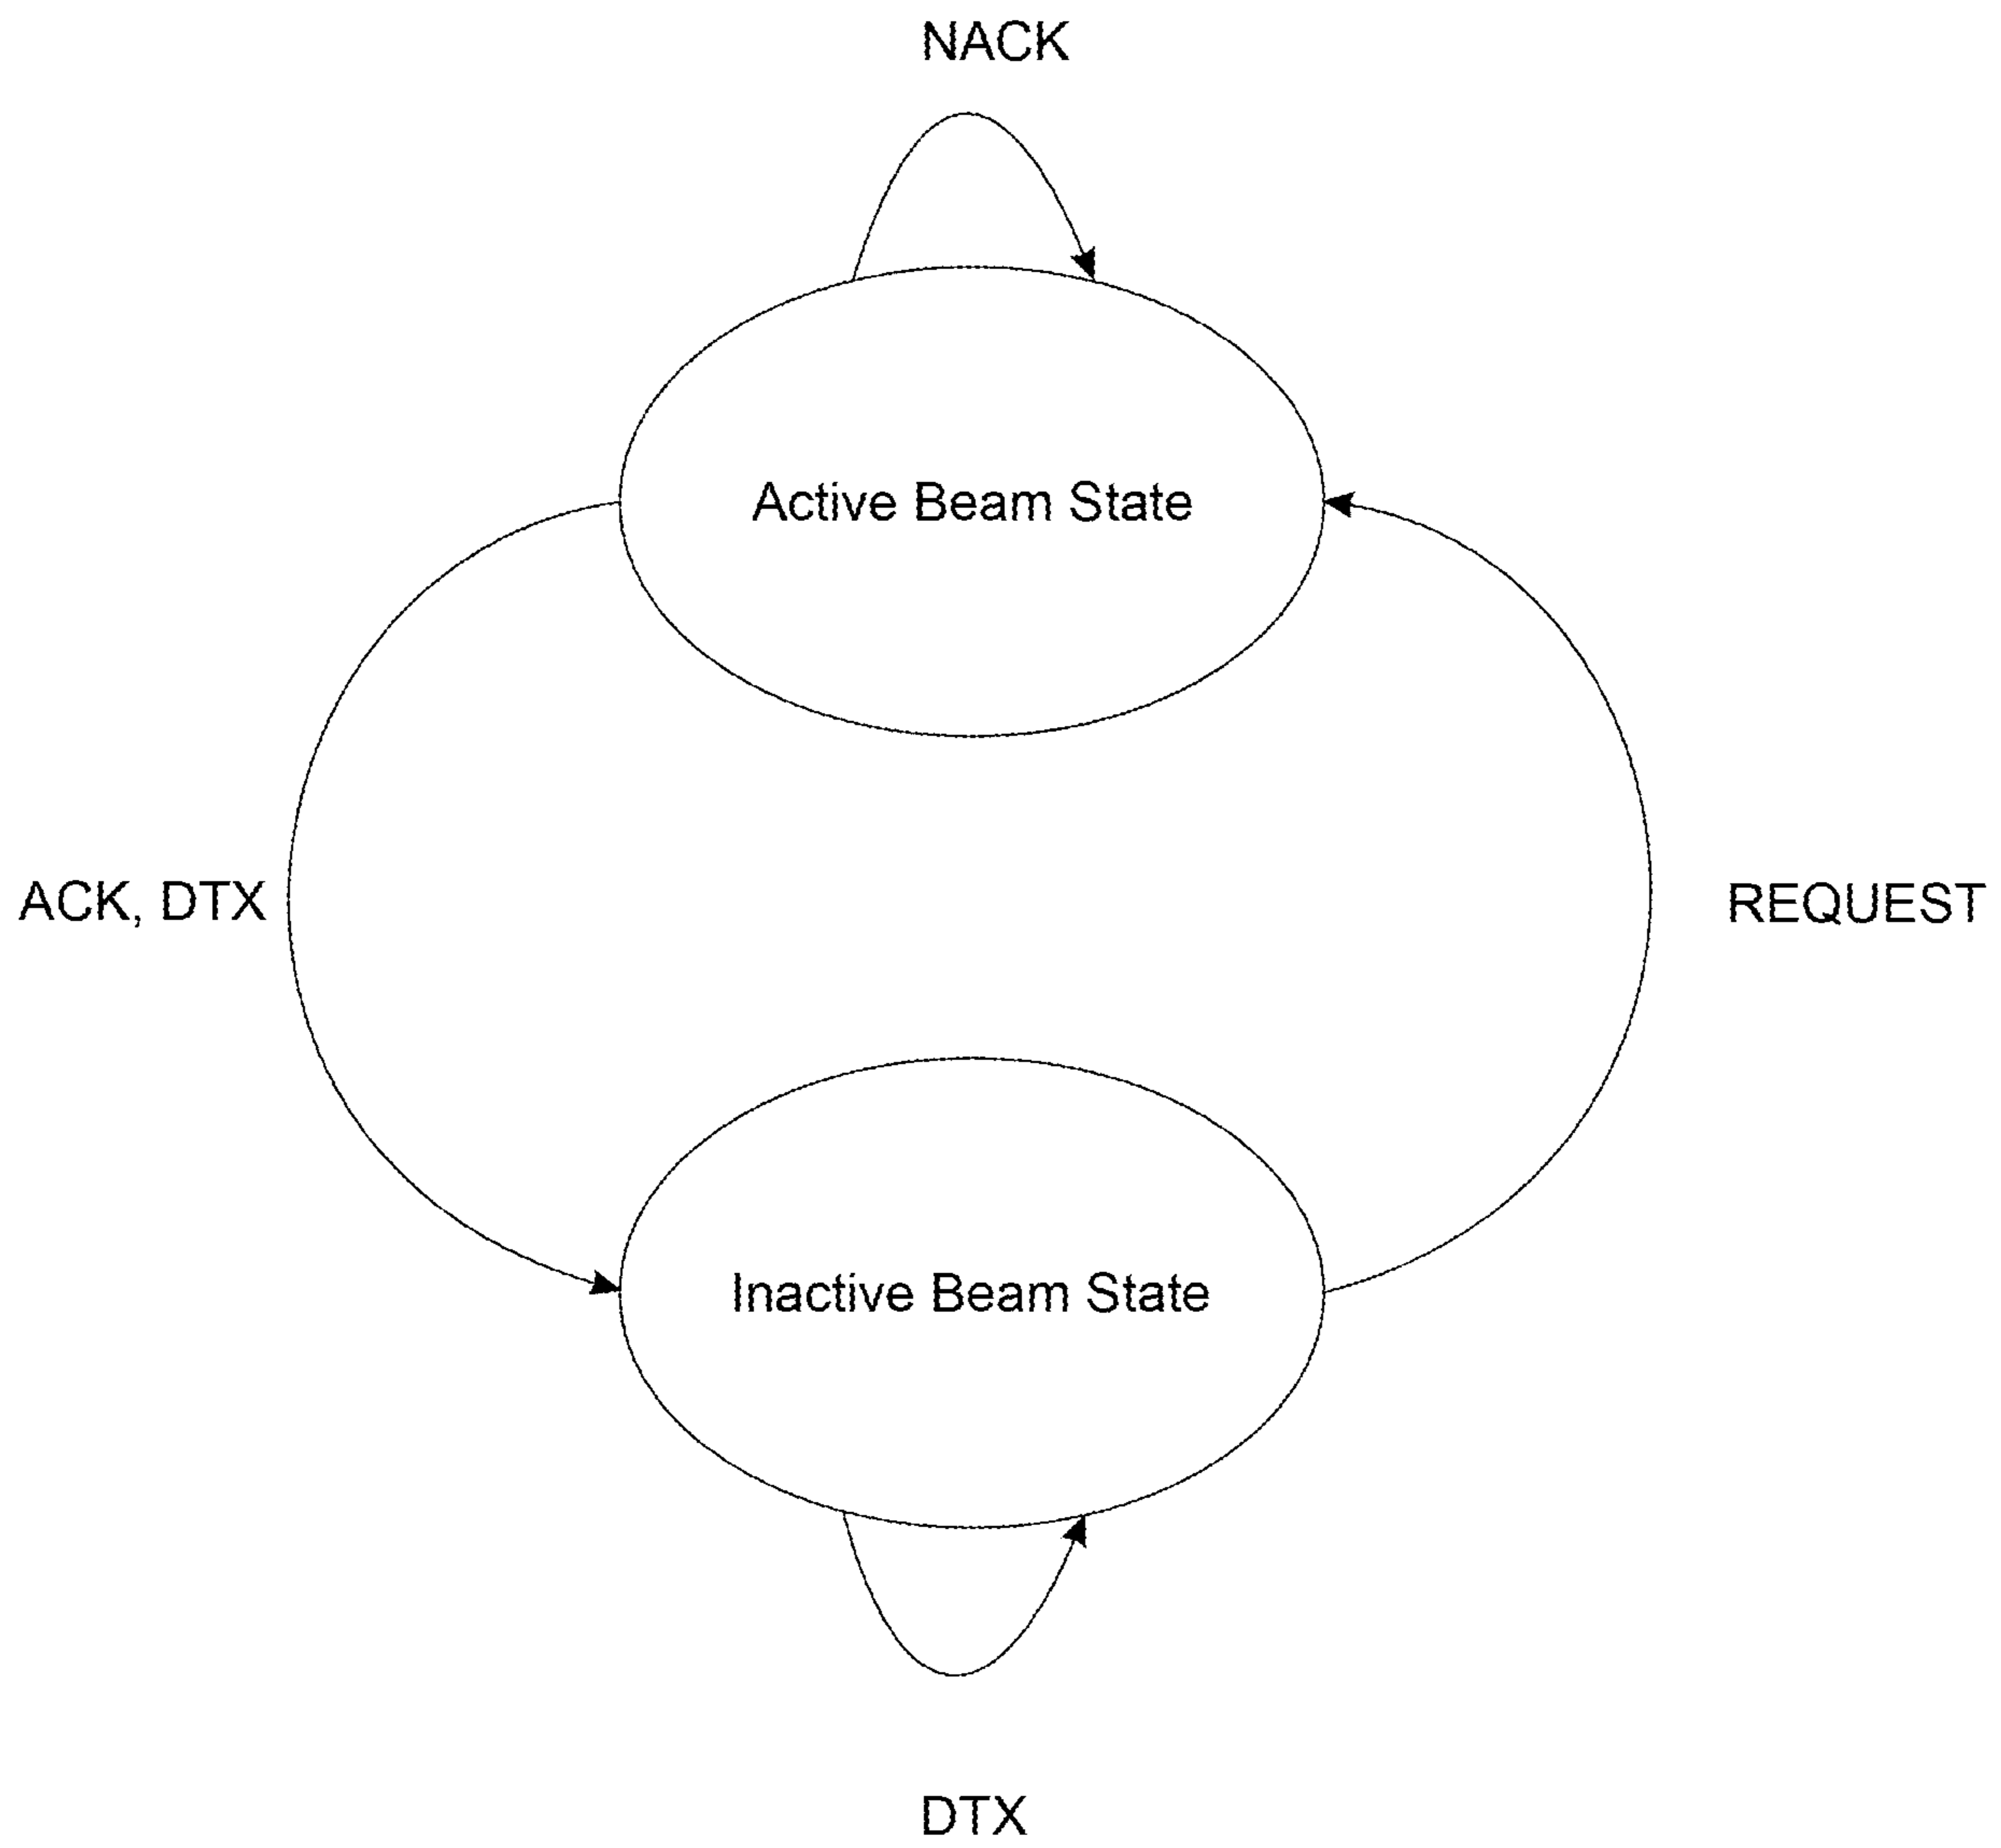 NACK
Active Beam State
ACK, DTX
REQUEST
Inactive Beam State
DTX